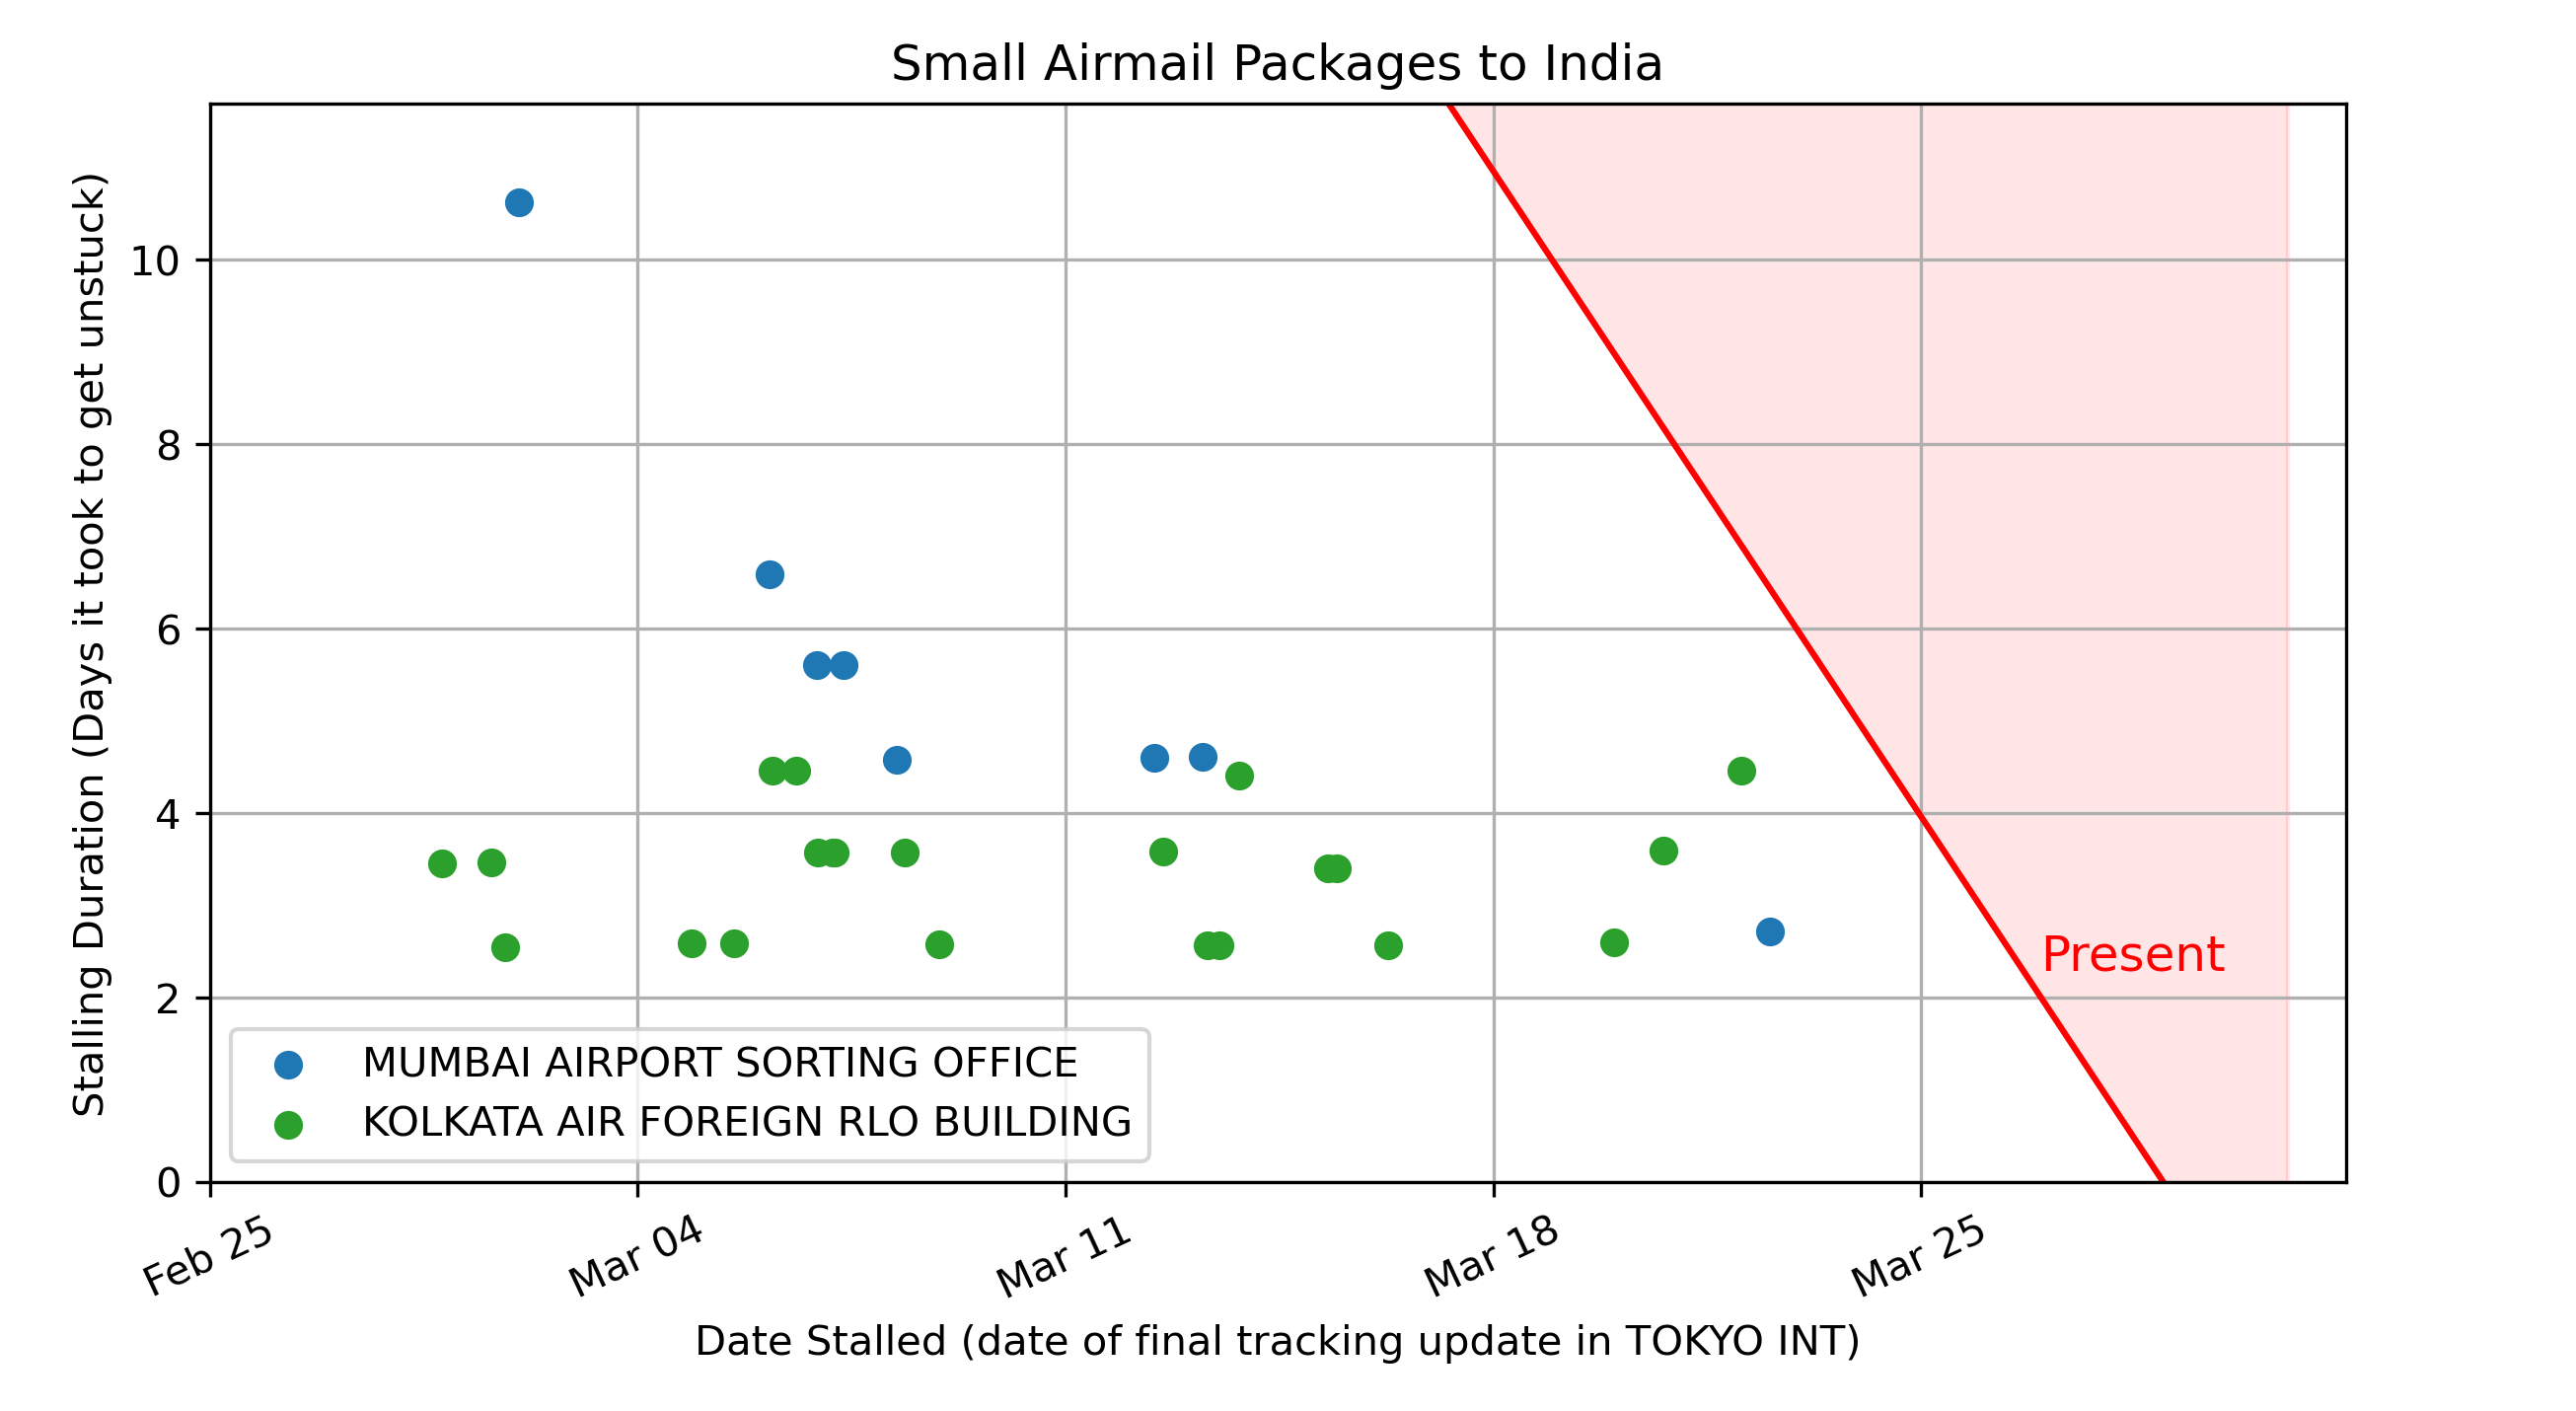 Small Airmail Packages to India
Stalling Duration (Days it took to get unstuck)
10
8
6
4
2
0
Present
MUMBAI AIRPORT SORTING OFFICE
KOLKATA AIR FOREIGN RLO BUILDING
Feb 25
Mar 04
Mar 11
Mar 18
Mar 25
Date Stalled (date of final tracking update in TOKYO INT)